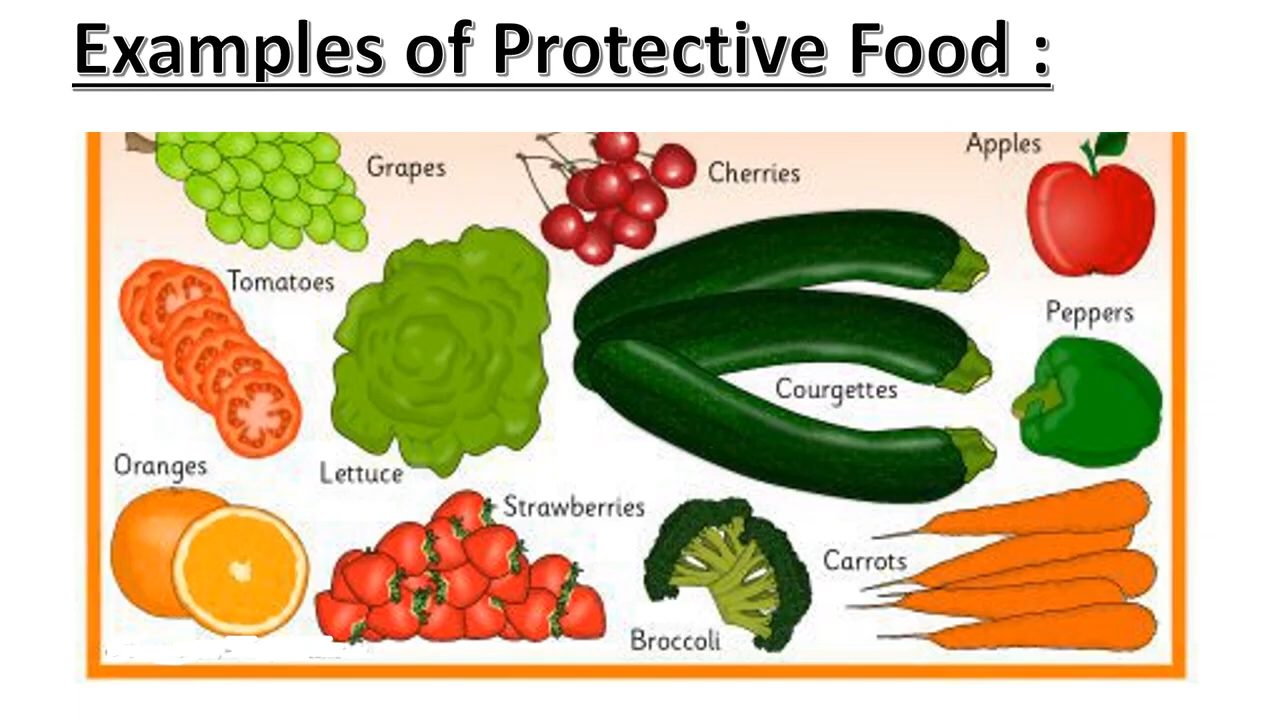 Examples of Protective Food :
Apples
Grapes
Cherries
Tomatoes
Peppers
Courgettes
Oranges
Lettuce
Strawberries
Carrots
Broccoli